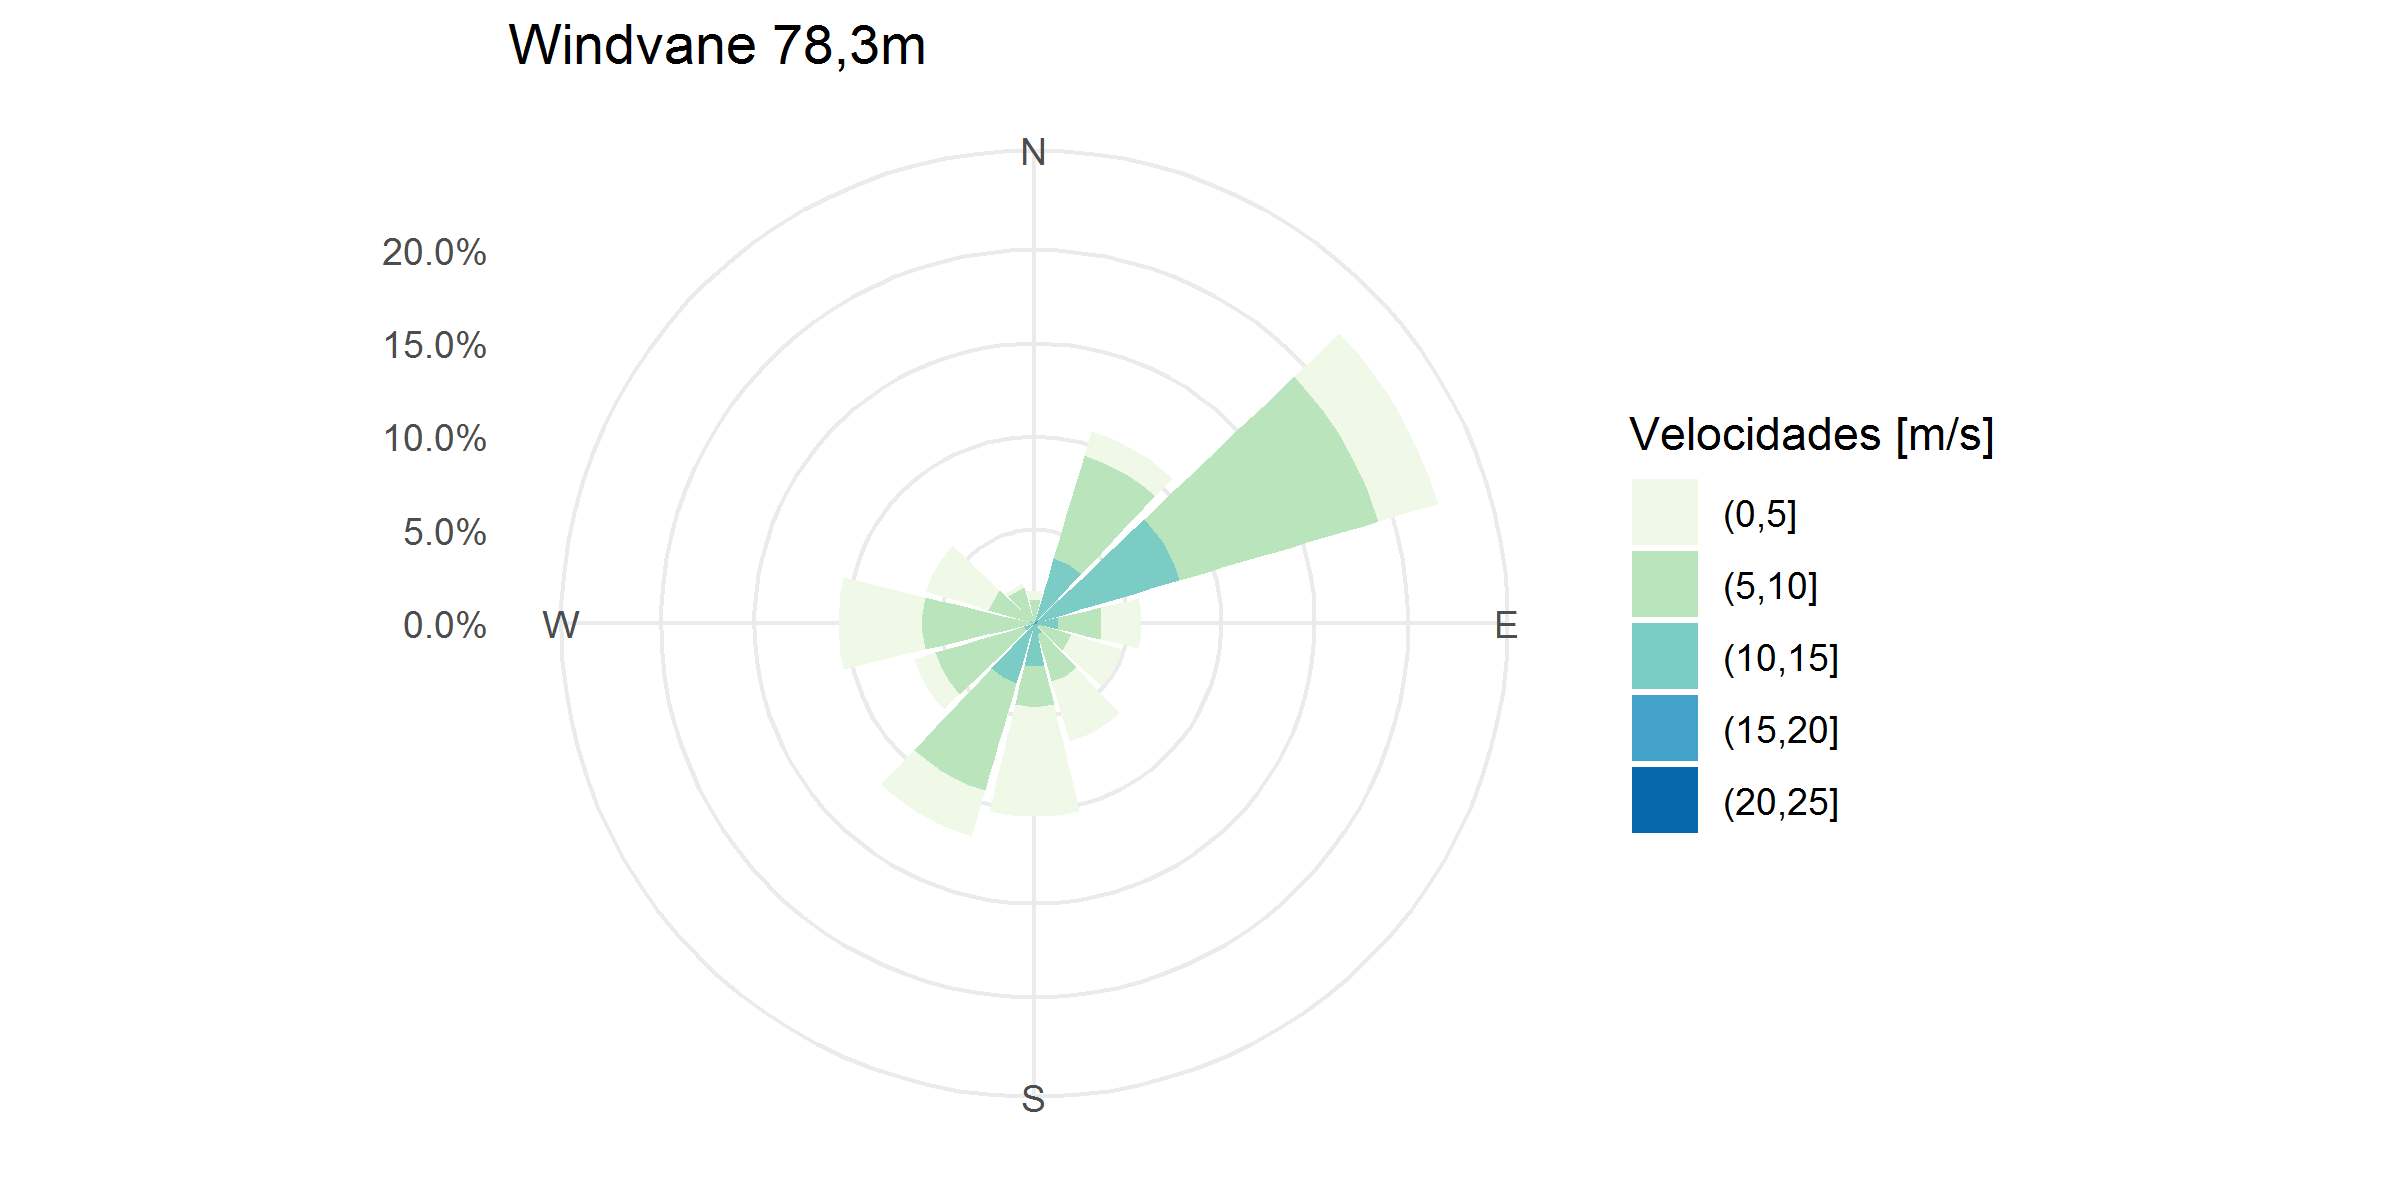 Windvane 78,3m
N
20.0%
15.0%
10.0%
5.0%
0.0%
W
E
S
Velocidades [m/s]
(0,5]
(5,10]
(10,15]
(15,20]
(20,25]